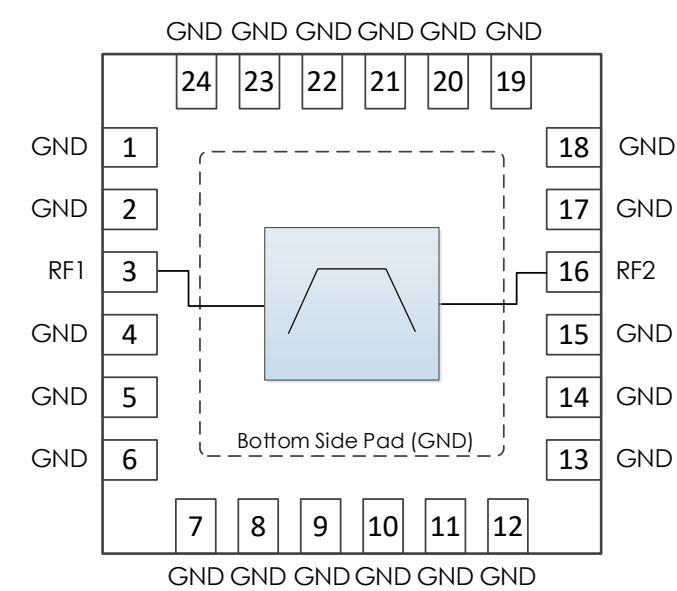 GND GND GND GND GND GND
24 23 22 21 20 19
GND 1 18 GND
GND 2 17 GND
RF1 3 16 RF2
GND 4 15 GND
GND 5 14 GND
GND 6 13 GND
Bottom Side Pad (GND)
7 8 9 10 11 12
GND GND GND GND GND GND